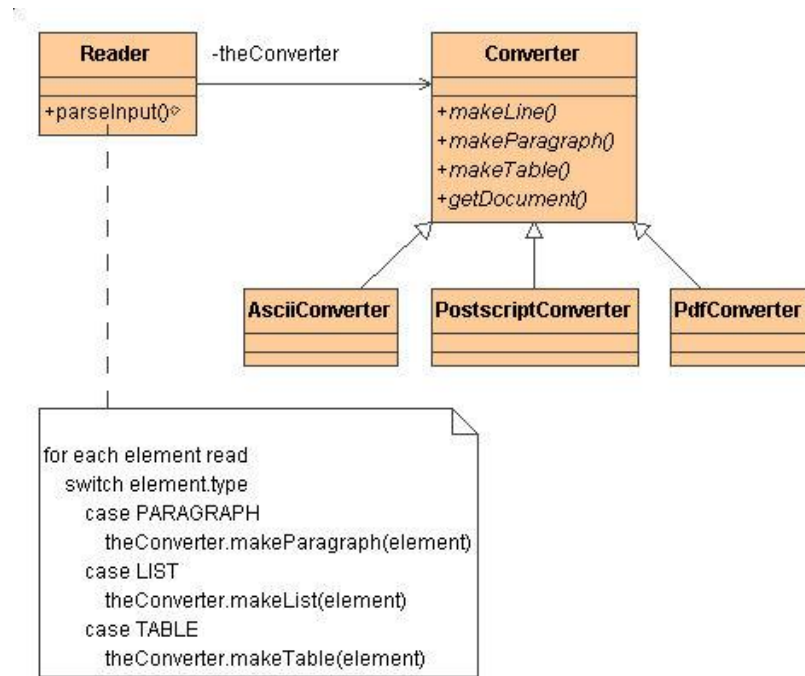 Reader
+parseInput()
-theConverter
Converter
+makeLine()
+makeParagraph()
+makeTable()
+getDocument()
AsciiConverter
PostscriptConverter
PdfConverter
for each element read
switch element.type
case PARAGRAPH
theConverter.makeParagraph(element)
case LIST
theConverter.makeList(element)
case TABLE
theConverter.makeTable(element)